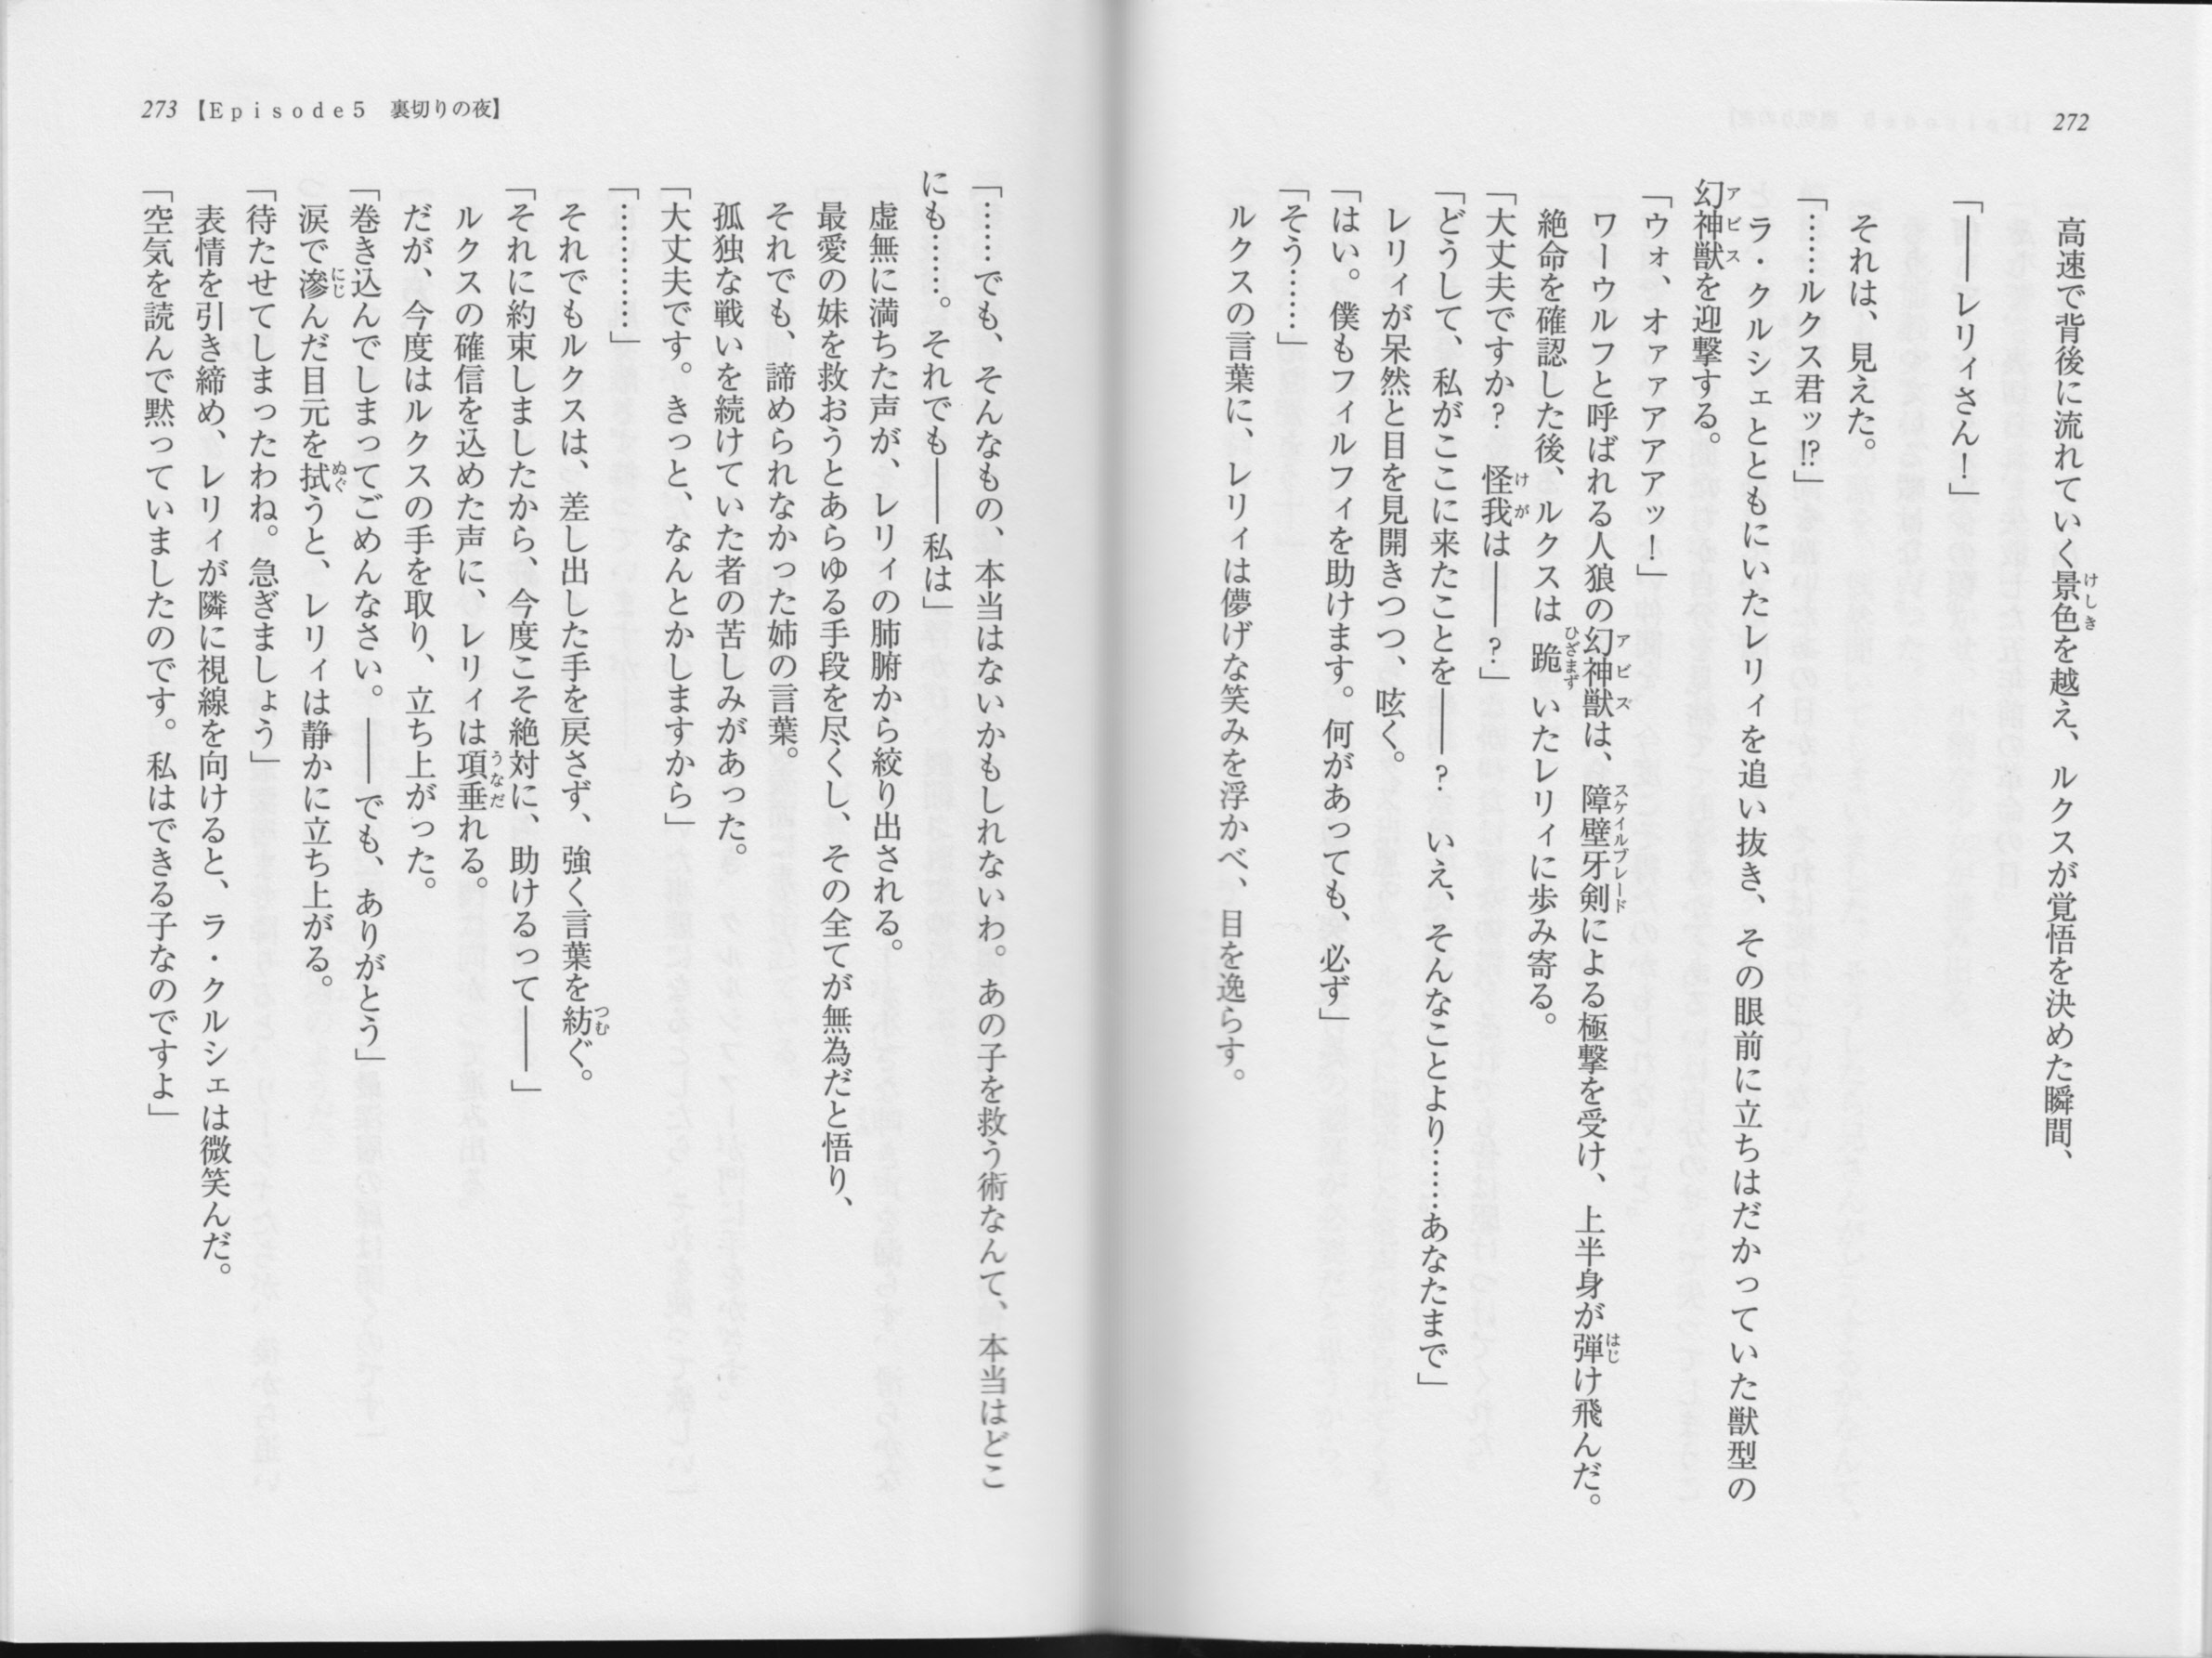 272
高速で背後に流れていく景色を越え、ルクスが覚悟を決めた瞬間、
「――レリィさん！」
それは、見えた。
「……ルクス君ッ!?」
ラ・クルシェとともにいたレリィを追い抜き、その眼前に立ちはだかっていた獣型の
幻神獣を迎撃する。
「ウォ、オァァアアアッ！」
ワーウルフと呼ばれる人狼の幻神獣は、障壁牙剣による極撃を受け、上半身が弾け飛んだ。
絶命を確認した後、ルクスは跪いたレリィに歩み寄る。
「大丈夫ですか？　怪我は――？」
「どうして、私がここに来たことを――？　いえ、そんなことより……あなたまで」
レリィが呆然と目を見開きつつ、呟く。
「はい。僕もフィルフィを助けます。何があっても、必ず」
「そう……」
ルクスの言葉に、レリィは儚げな笑みを浮かべ、目を逸らす。
273【Episode5　裏切りの夜】
「……でも、そんなもの、本当はないかもしれないわ。あの子を救う術なんて、本当はどこ
にも……。それでも――私は」
虚無に満ちた声が、レリィの肺腑から絞り出される。
最愛の妹を救おうとあらゆる手段を尽くし、その全てが無為だと悟り、
それでも、諦められなかった姉の言葉。
孤独な戦いを続けていた者の苦しみがあった。
「大丈夫です。きっと、なんとかしますから」
「…………」
それでもルクスは、差し出した手を戻さず、強く言葉を紡ぐ。
「それに約束しましたから、今度こそ絶対に、助けるって――」
ルクスの確信を込めた声に、レリィは項垂れる。
だが、今度はルクスの手を取り、立ち上がった。
「巻き込んでしまってごめんなさい。――でも、ありがとう」
涙で滲んだ目元を拭うと、レリィは静かに立ち上がる。
「待たせてしまったわね。急ぎましょう」
表情を引き締め、レリィが隣に視線を向けると、ラ・クルシェは微笑んだ。
「空気を読んで黙っていましたのです。私はできる子なのですよ」